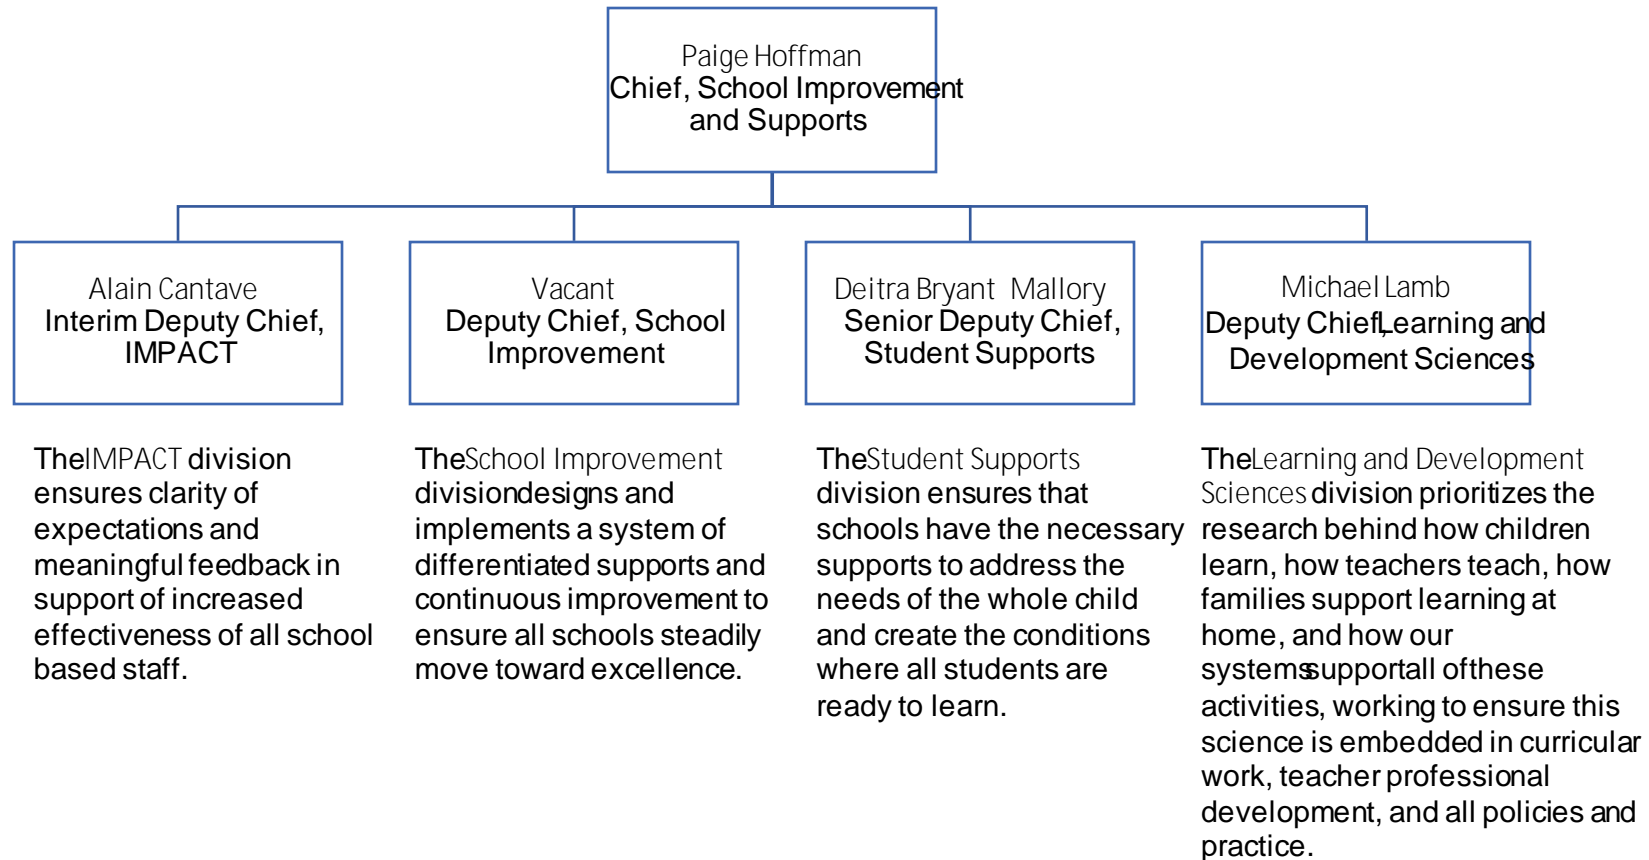 Paige Hoffman
Chief, School Improvement
and Supports
Alain Cantave
Interim Deputy Chief,
IMPACT
Vacant
Deputy Chief, School
Improvement
Deitra Bryant Mallory
Senior Deputy Chief,
Student Supports
Michael Lamb
Deputy Chief, Learning and
Development Sciences
The IMPACT division
ensures clarity of
expectations and
meaningful feedback in
support of increased
effectiveness of all school
based staff.
The School Improvement
division designs and
implements a system of
differentiated supports and
continuous improvement to
ensure all schools steadily
move toward excellence.
The Student Supports
division ensures that
schools have the necessary
supports to address the
needs of the whole child
and create the conditions
where all students are
ready to learn.
The Learning and Development
Sciences division prioritizes the
research behind how children
learn, how teachers teach, how
families support learning at
home, and how our
systems support all of these
activities, working to ensure this
science is embedded in curricular
work, teacher professional
development, and all policies and
practice.